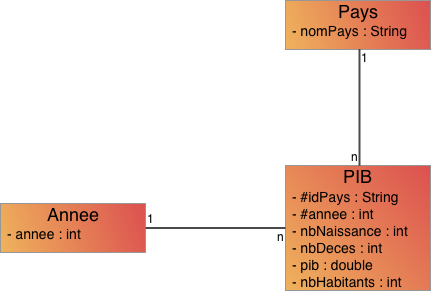 Pays
- nomPays : String
1
n
PIB
- #idPays : String
- #annee : int
- nbNaissance : int
- nbDeces : int
- pib : double
- nbHabitants : int
Annee
- annee : int
1
n